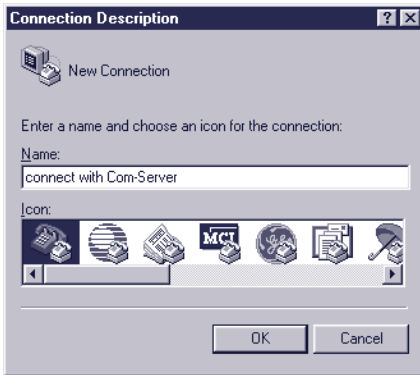 Connection Description
New Connection
Enter a name and choose an icon for the connection:
Name:
connect with Com-Server
Icon:
MCI
OK
Cancel